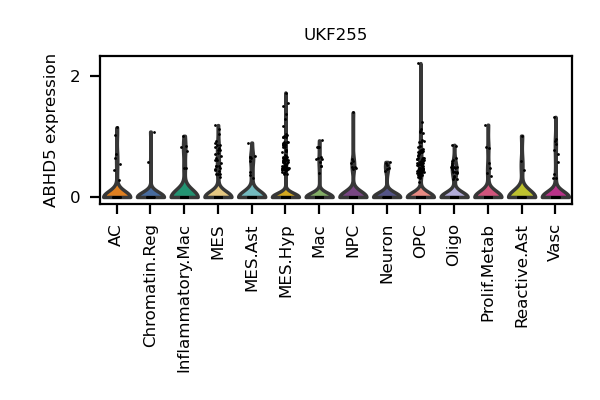 UKF255
ABHD5 expression
2
0
AC
Chromatin.Reg
Inflammatory.Mac
MES
MES.Ast
MES.Hyp
Mac
NPC
Neuron
OPC
Oligo
Prolif.Metab
Reactive.Ast
Vasc